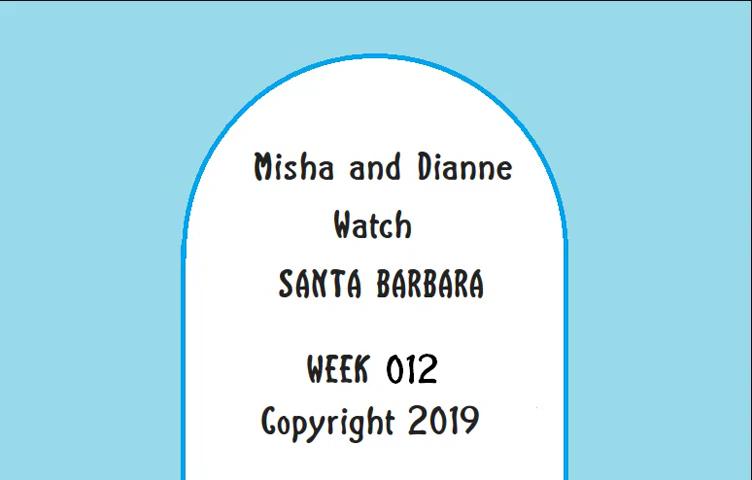 Misha and Dianne
Watch
SANTA BARBARA
WEEK 012
Copyright 2019